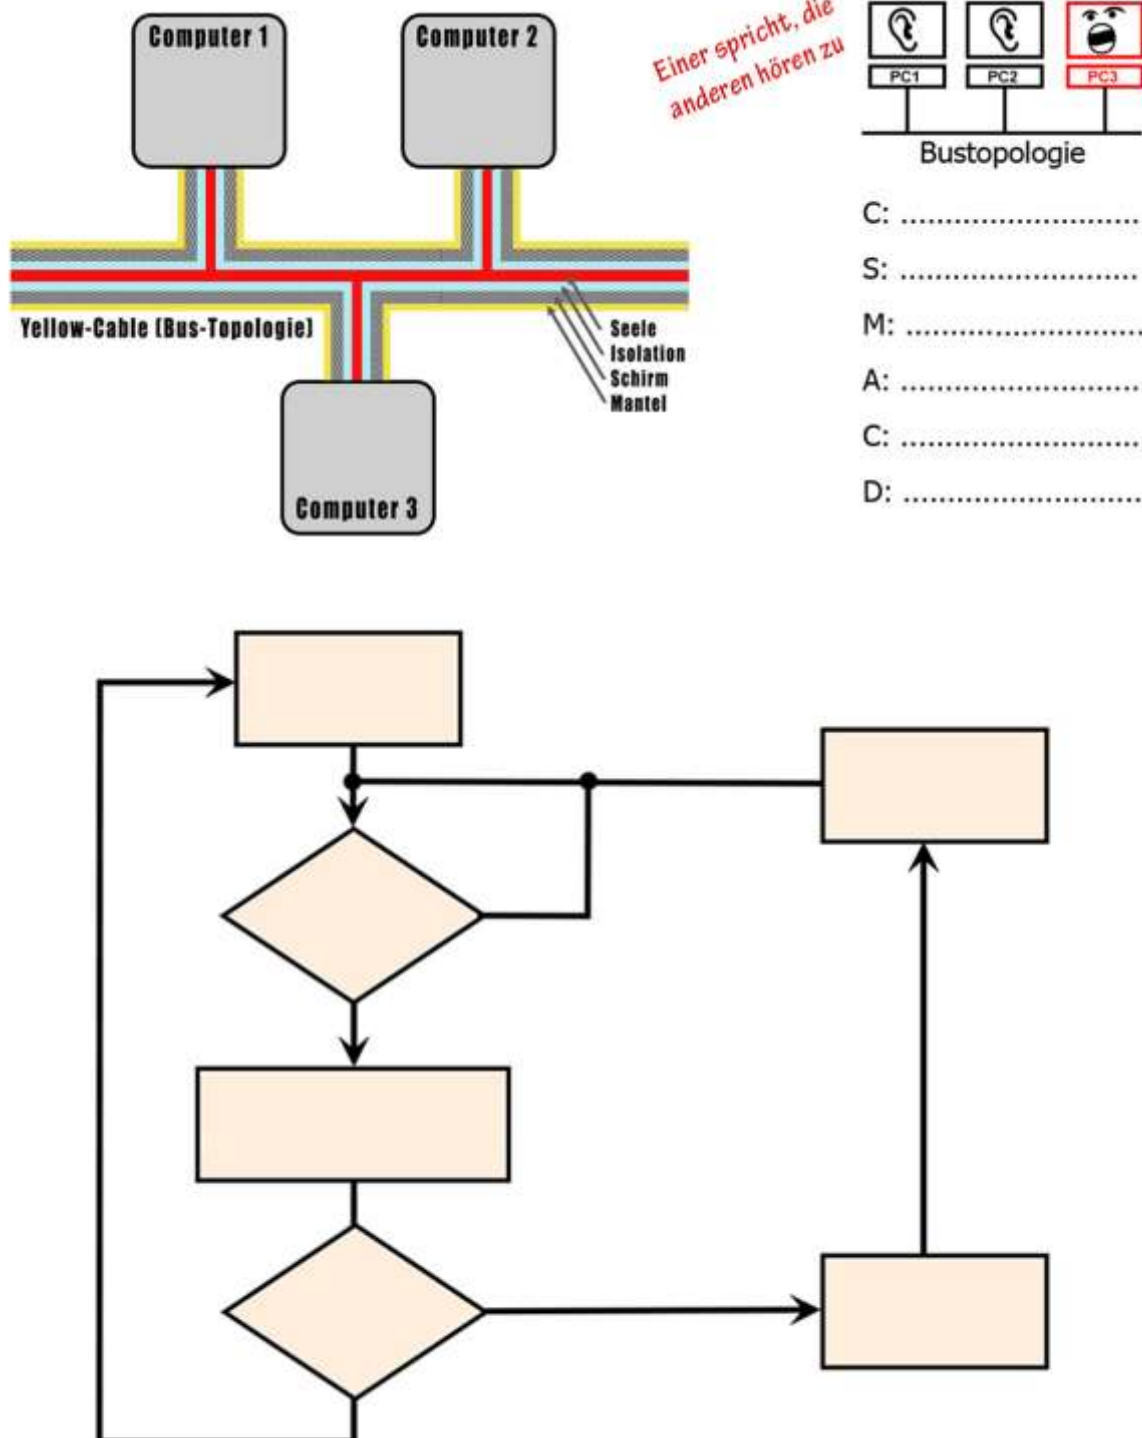 Computer 1
Computer 2
Einer spricht, die
anderen hören zu
PC1
PC2
PC3
Bustopologie
Yellow-Cable (Bus-Topologie)
Seele
Isolation
Schirm
Mantel
Computer 3
C: ............................
S: ............................
M: ............................
A: ............................
C: ............................
D: ............................